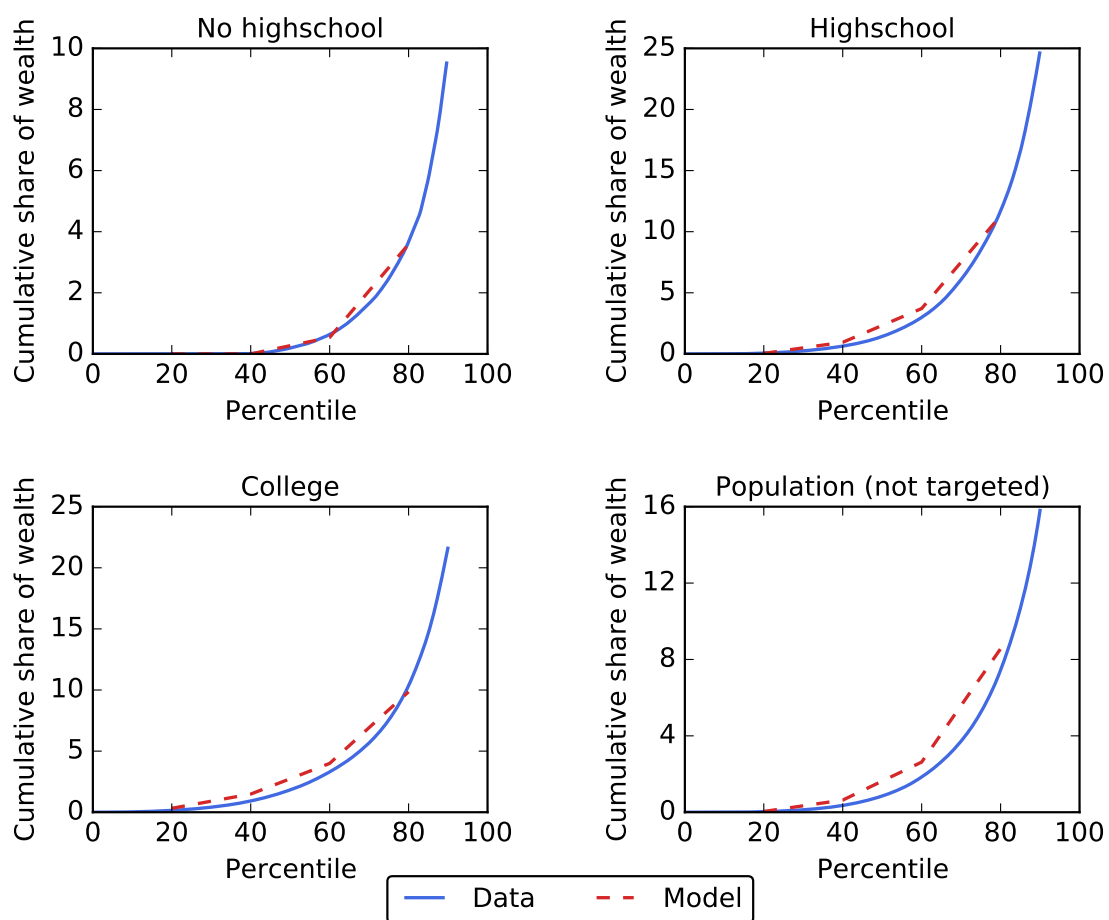 No highschool
Cumulative share of wealth
10
8
6
4
2
0
0 20 40 60 80 100
Percentile
Highschool
Cumulative share of wealth
25
20
15
10
5
0
0 20 40 60 80 100
Percentile
College
Cumulative share of wealth
25
20
15
10
5
0
0 20 40 60 80 100
Percentile
Population (not targeted)
Cumulative share of wealth
16
12
8
4
0
0 20 40 60 80 100
Percentile
Data Model